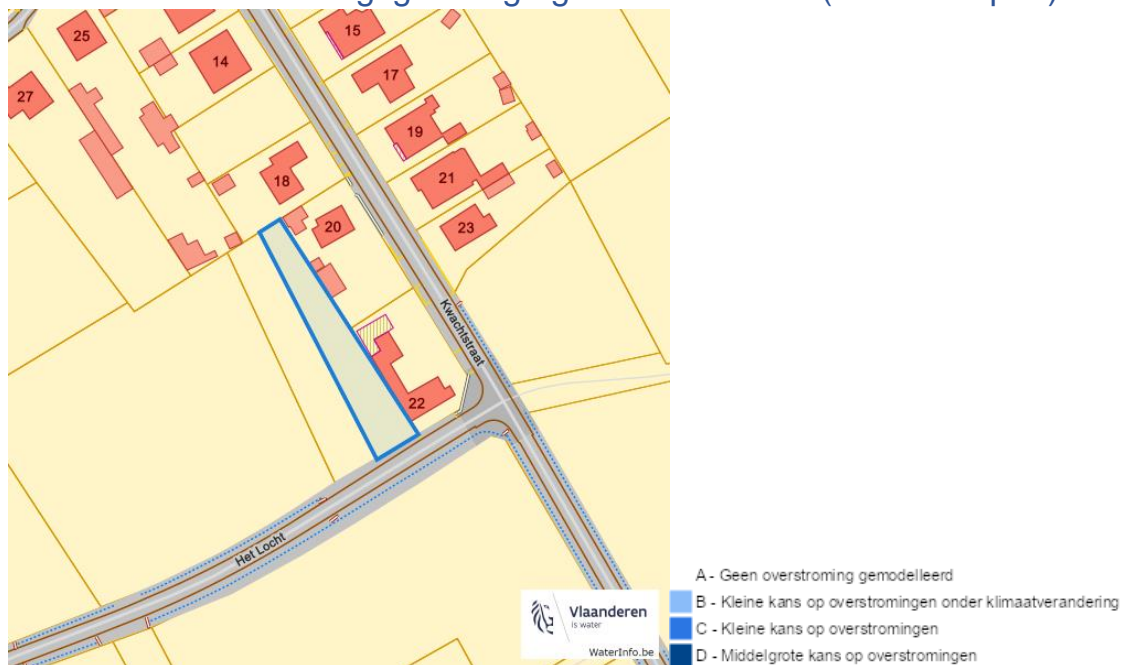 25
15
14
17
27
19
18
21
20
23
Kwachtstraat
22
Het Locht
Vlaanderen
is water
WaterInfo.be
A - Geen overstroming gemodelleerd
B - Kleine kans op overstromingen onder klimaatverandering
C - Kleine kans op overstromingen
D - Middelgrote kans op overstromingen